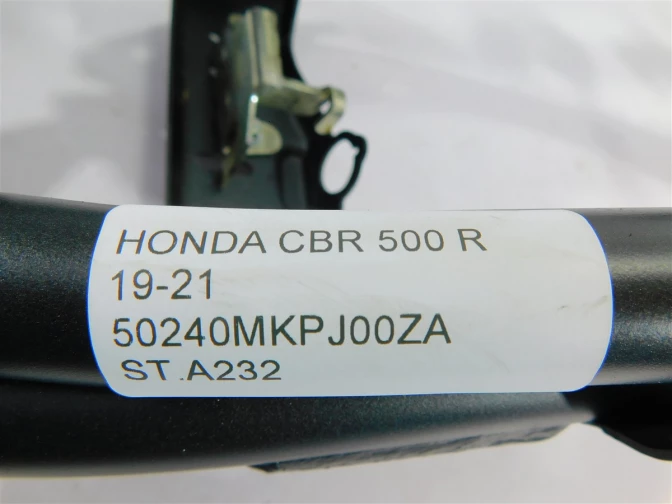 HONDA CBR 500 R
19-21
50240MKPJ00ZA
ST.A232